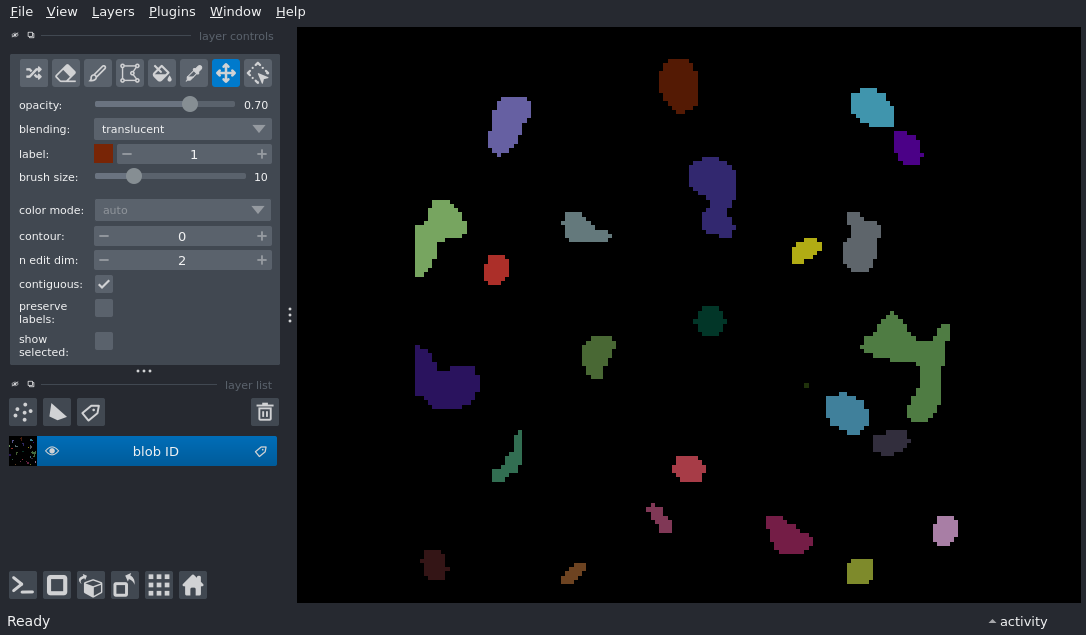 File View Layers Plugins Window Help
layer controls
opacity: 0.70
blending: translucent
label: 1
brush size: 10
color mode: auto
contour: 0
n edit dim: 2
contiguous:
preserve
labels:
show
selected:
layer list
blob ID
Ready
activity